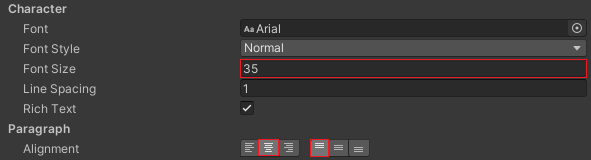 Character
Font Aa Arial
Font Style Normal
Font Size 35
Line Spacing 1
Rich Text
Paragraph
Alignment